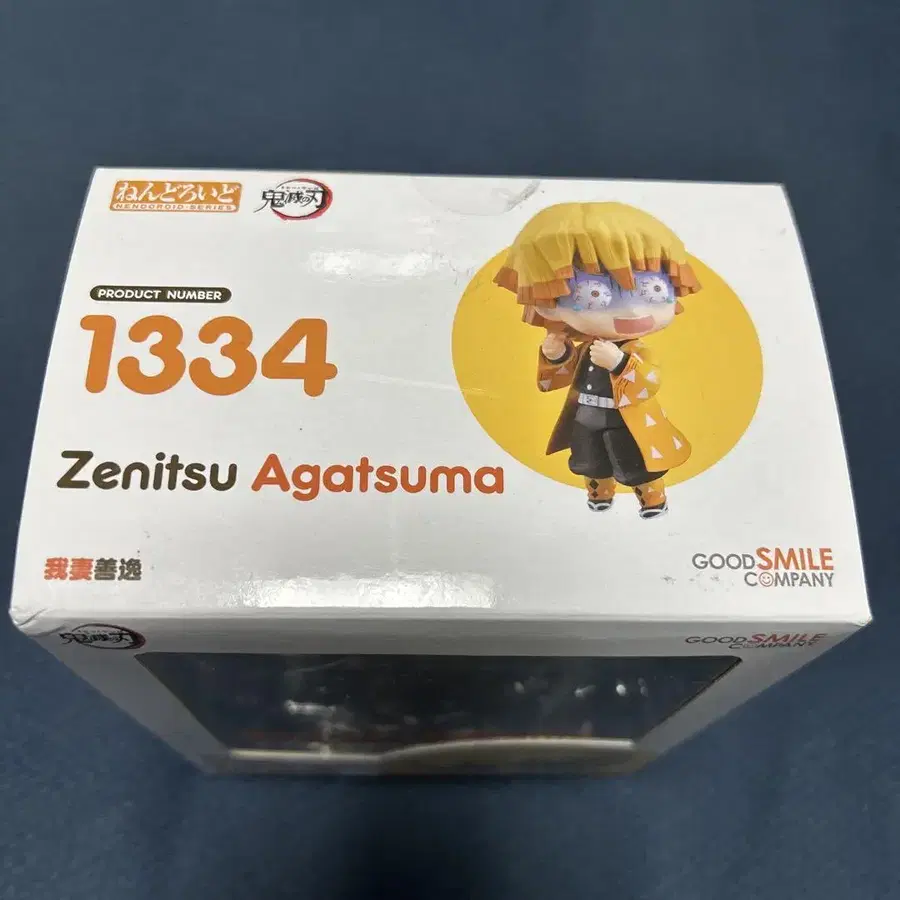 ねんどろいど
NENDOROID SERIES
鬼滅の刃
PRODUCT NUMBER
1334
Zenitsu Agatsuma
我妻善逸
GOOD SMILE
COMPANY
鬼滅の刃
GOOD SMILE
COMPANY